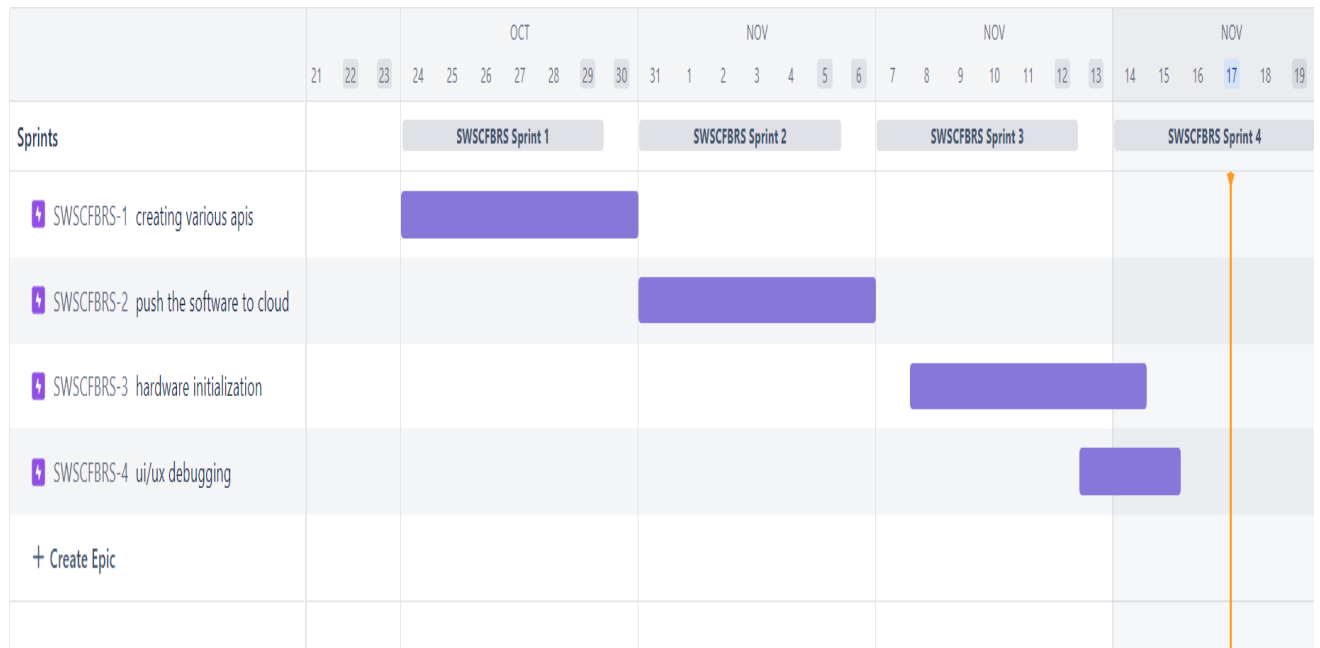 OCT NOV NOV NOV
21 22 23 24 25 26 27 28 29 30 31 1 2 3 4 5 6 7 8 9 10 11 12 13 14 15 16 17 18 19
Sprints SWSCFBRS Sprint 1 SWSCFBRS Sprint 2 SWSCFBRS Sprint 3 SWSCFBRS Sprint 4
SWSCFBRS-1 creating various apis
SWSCFBRS-2 push the software to cloud
SWSCFBRS-3 hardware initialization
SWSCFBRS-4 ui/ux debugging
+ Create Epic